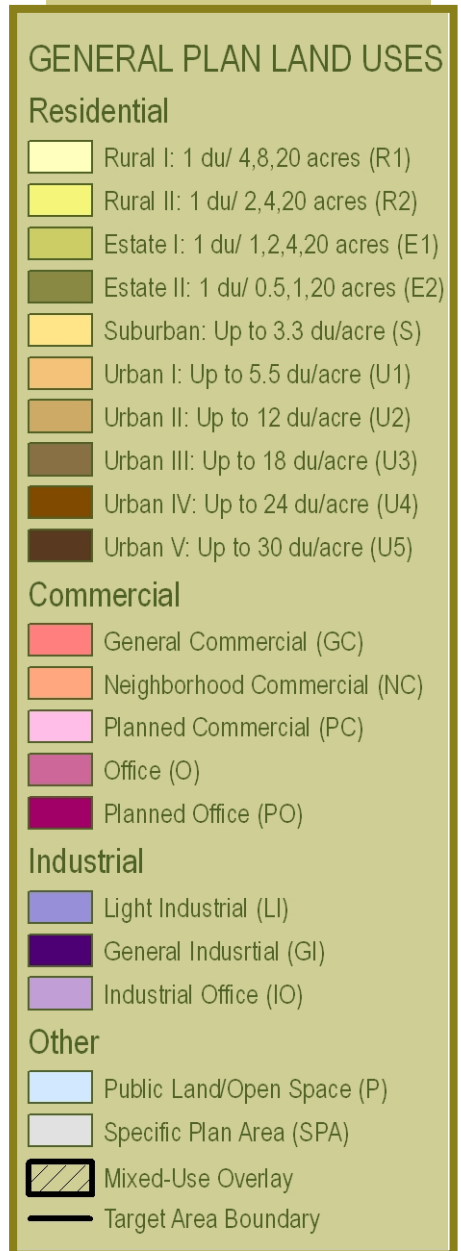 GENERAL PLAN LAND USES
Residential
Rural I: 1 du/ 4,8,20 acres (R1)
Rural II: 1 du/ 2,4,20 acres (R2)
Estate I: 1 du/ 1,2,4,20 acres (E1)
Estate II: 1 du/ 0.5,1,20 acres (E2)
Suburban: Up to 3.3 du/acre (S)
Urban I: Up to 5.5 du/acre (U1)
Urban II: Up to 12 du/acre (U2)
Urban III: Up to 18 du/acre (U3)
Urban IV: Up to 24 du/acre (U4)
Urban V: Up to 30 du/acre (U5)
Commercial
General Commercial (GC)
Neighborhood Commercial (NC)
Planned Commercial (PC)
Office (O)
Planned Office (PO)
Industrial
Light Industrial (LI)
General Indusrtial (GI)
Industrial Office (IO)
Other
Public Land/Open Space (P)
Specific Plan Area (SPA)
Mixed-Use Overlay
Target Area Boundary